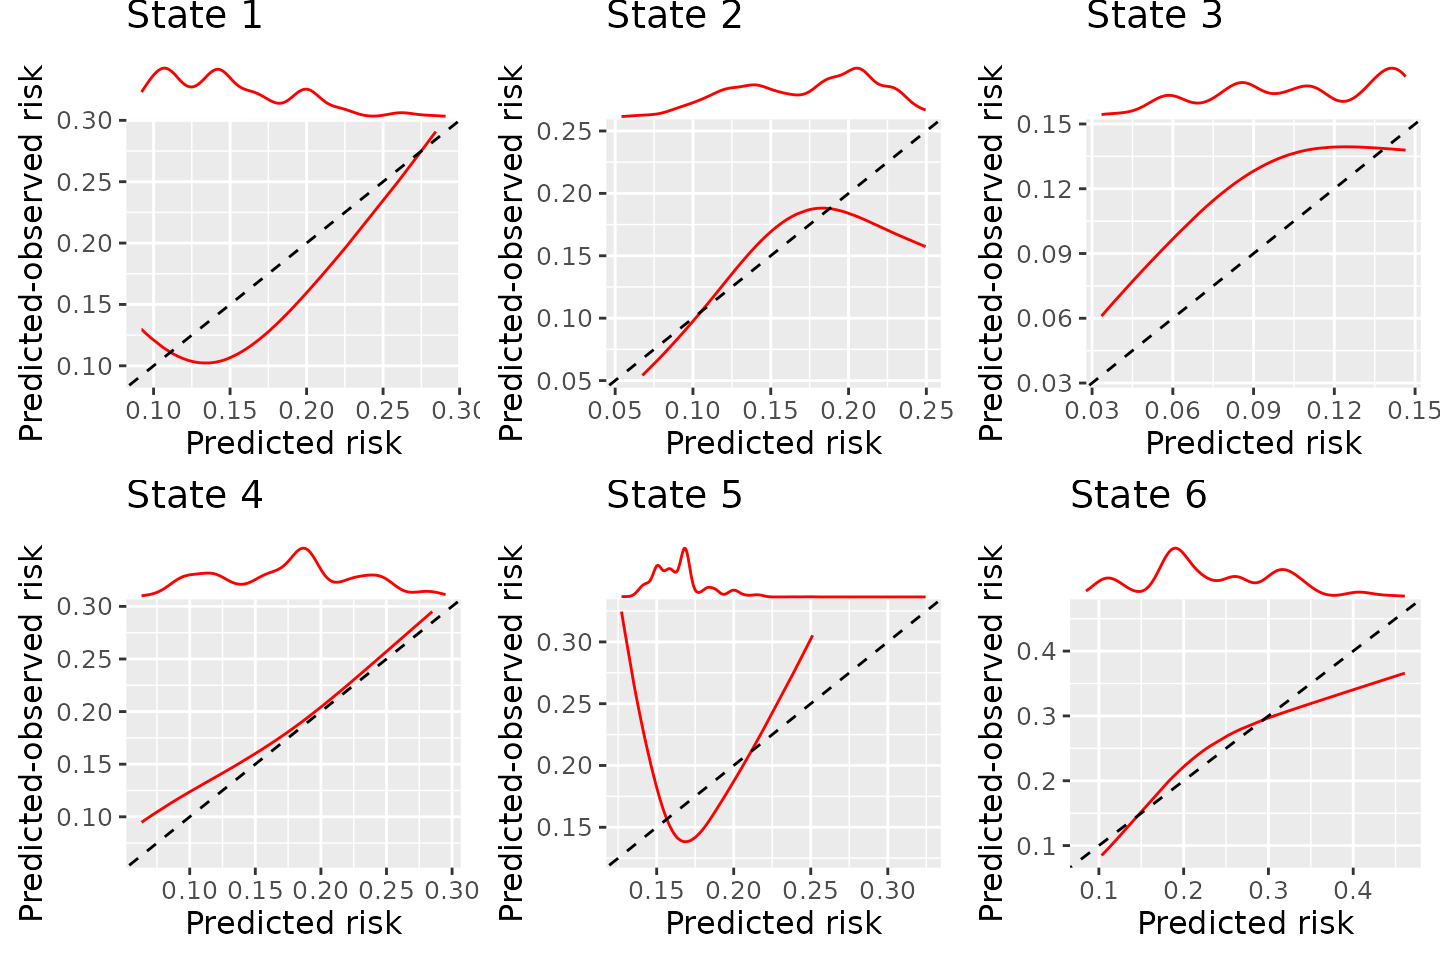 State 1
Predicted-observed risk
0.30
0.25
0.20
0.15
0.10
0.10 0.15 0.20 0.25 0.30
Predicted risk
State 2
Predicted-observed risk
0.25
0.20
0.15
0.10
0.05
0.05 0.10 0.15 0.20 0.25
Predicted risk
State 3
Predicted-observed risk
0.15
0.12
0.09
0.06
0.03
0.03 0.06 0.09 0.12 0.15
Predicted risk
State 4
Predicted-observed risk
0.30
0.25
0.20
0.15
0.10
0.10 0.15 0.20 0.25 0.30
Predicted risk
State 5
Predicted-observed risk
0.30
0.25
0.20
0.15
0.15 0.20 0.25 0.30
Predicted risk
State 6
Predicted-observed risk
0.4
0.3
0.2
0.1
0.1 0.2 0.3 0.4
Predicted risk